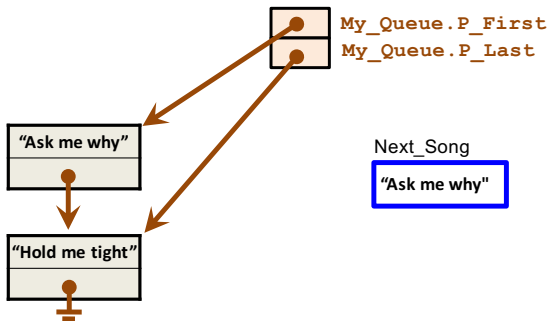 My_Queue.P_First
My_Queue.P_Last
“Ask me why”
Next_Song
“Ask me why"
“Hold me tight”